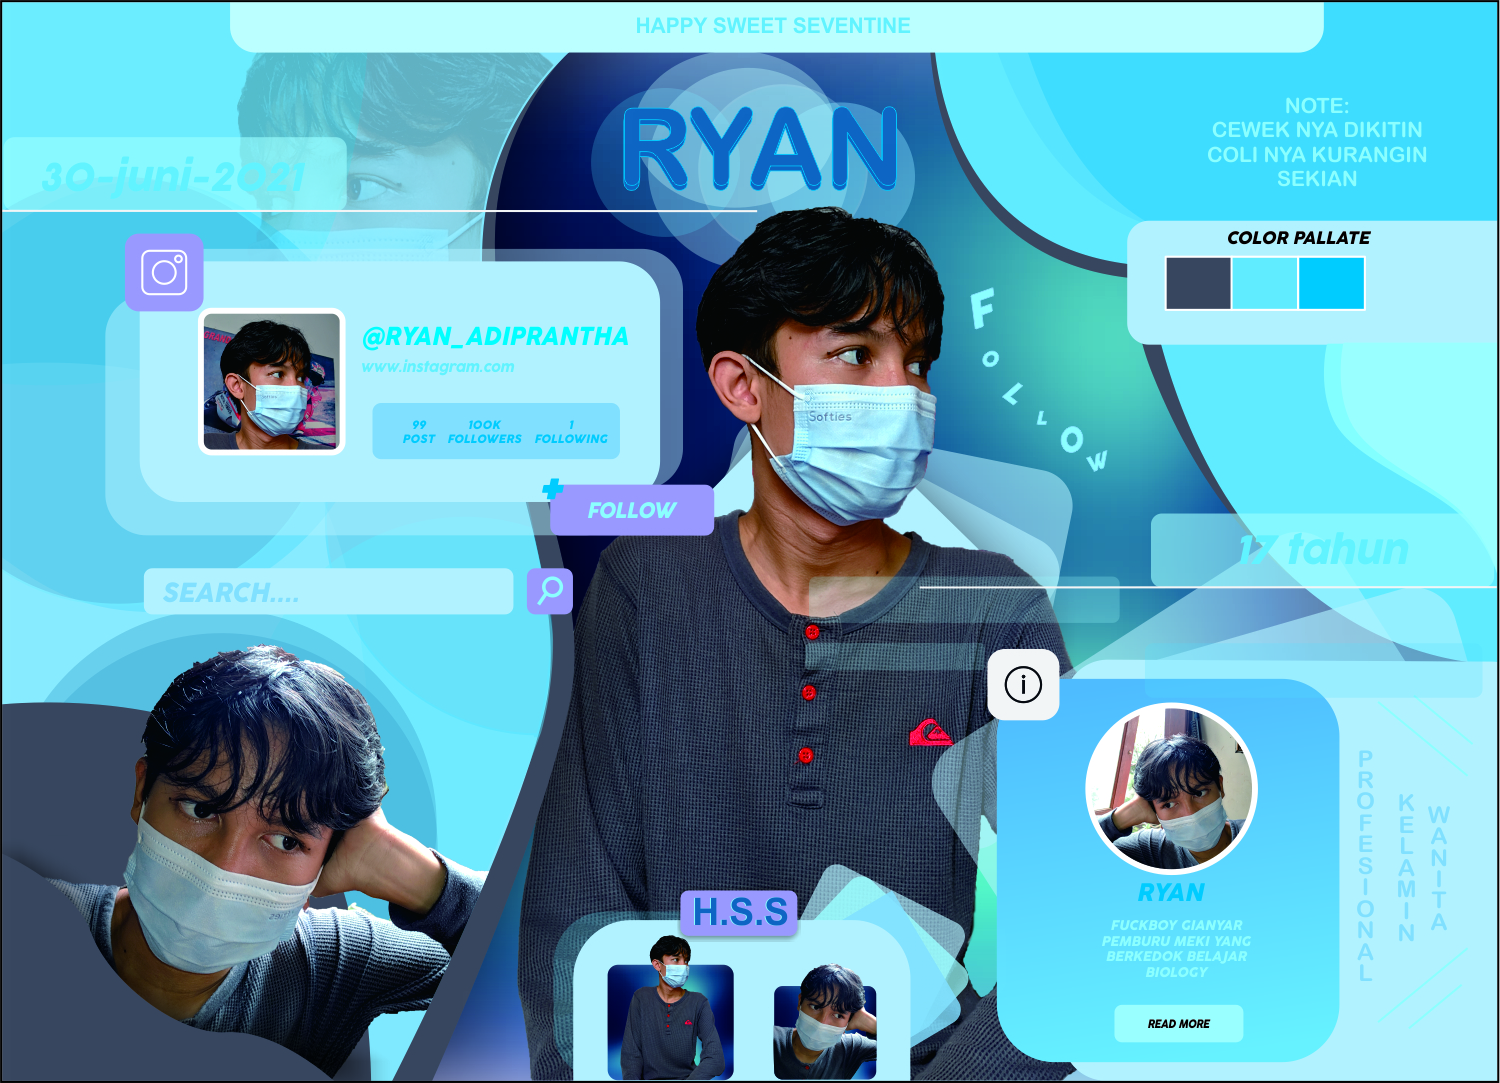 HAPPY SWEET SEVENTINE
RYAN
NOTE:
CEWEK NYA DIKITIN
COLI NYA KURANGIN
SEKIAN
30-juni-2021
COLOR PALLATE
@RYAN_ADIPRANTHA
www.instagram.com
99
POST
100K
FOLLOWERS
1
FOLLOWING
FOLLOW
FOLLOW
Softies
17 tahun
SEARCH....
RYAN
FUCKBOY GIANYAR
PEMBURU MEKI YANG
BERKEDOK BELAJAR
BIOLOGY
READ MORE
PROFESIONAL
KELAMIN
WANITA
H.S.S